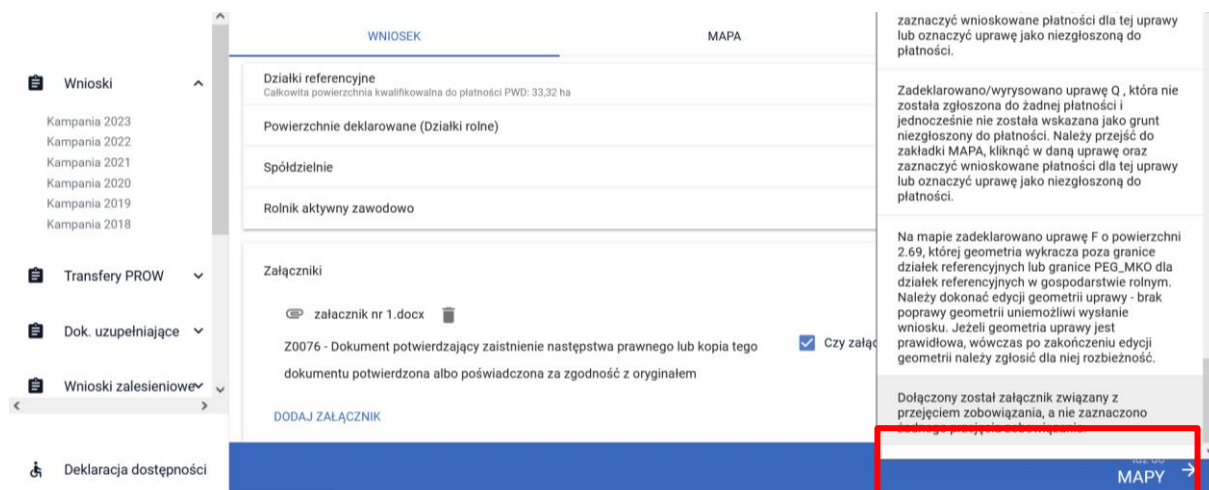 Wnioski
Kampania 2023
Kampania 2022
Kampania 2021
Kampania 2020
Kampania 2019
Kampania 2018
Transfery PROW
Dok. uzupełniające
Wnioski zalesieniowe
Deklaracja dostępności
WNIOSEK
MAPA
Działki referencyjne
Całkowita powierzchnia kwalifikowalna do płatności PWD: 33,32 ha
Powierzchnie deklarowane (Działki rolne)
Spółdzielnie
Rolnik aktywny zawodowo
Załączniki
załacznik nr 1.docx
Z0076 - Dokument potwierdzający zaistnienie następstwa prawnego lub kopia tego
dokumentu potwierdzona albo poświadczona za zgodność z oryginałem
Czy załąc
DODAJ ZAŁĄCZNIK
zaznaczyć wnioskowane płatności dla tej uprawy
lub oznaczyć uprawę jako niezgłoszoną do
płatności.
Zadeklarowano/wyrysowano uprawę Q , która nie
została zgłoszona do żadnej płatności i
jednocześnie nie została wskazana jako grunt
niezgłoszony do płatności. Należy przejść do
zakładki MAPA, kliknąć w daną uprawę oraz
zaznaczyć wnioskowane płatności dla tej uprawy
lub oznaczyć uprawę jako niezgłoszoną do
płatności.
Na mapie zadeklarowano uprawę F o powierzchni
2.69, której geometria wykracza poza granice
działek referencyjnych lub granice PEG_MKO dla
działek referencyjnych w gospodarstwie rolnym.
Należy dokonać edycji geometrii uprawy - brak
poprawy geometrii uniemożliwi wysłanie
wniosku. Jeżeli geometria uprawy jest
prawidłowa, wówczas po zakończeniu edycji
geometrii należy zgłosić dla niej rozbieżność.
Dołączony został załącznik związany z
przejęciem zobowiązania, a nie zaznaczono
żadnego przejęcia zobowiązania.
MAPY